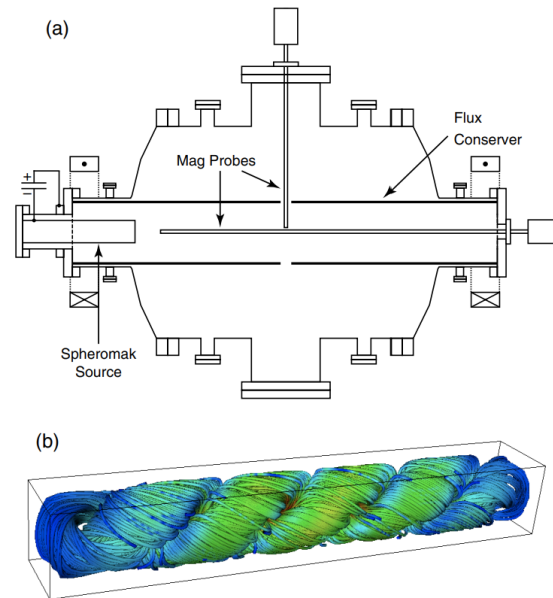 (a)
Flux
Conserver
Mag Probes
+
−
Spheromak
Source
(b)